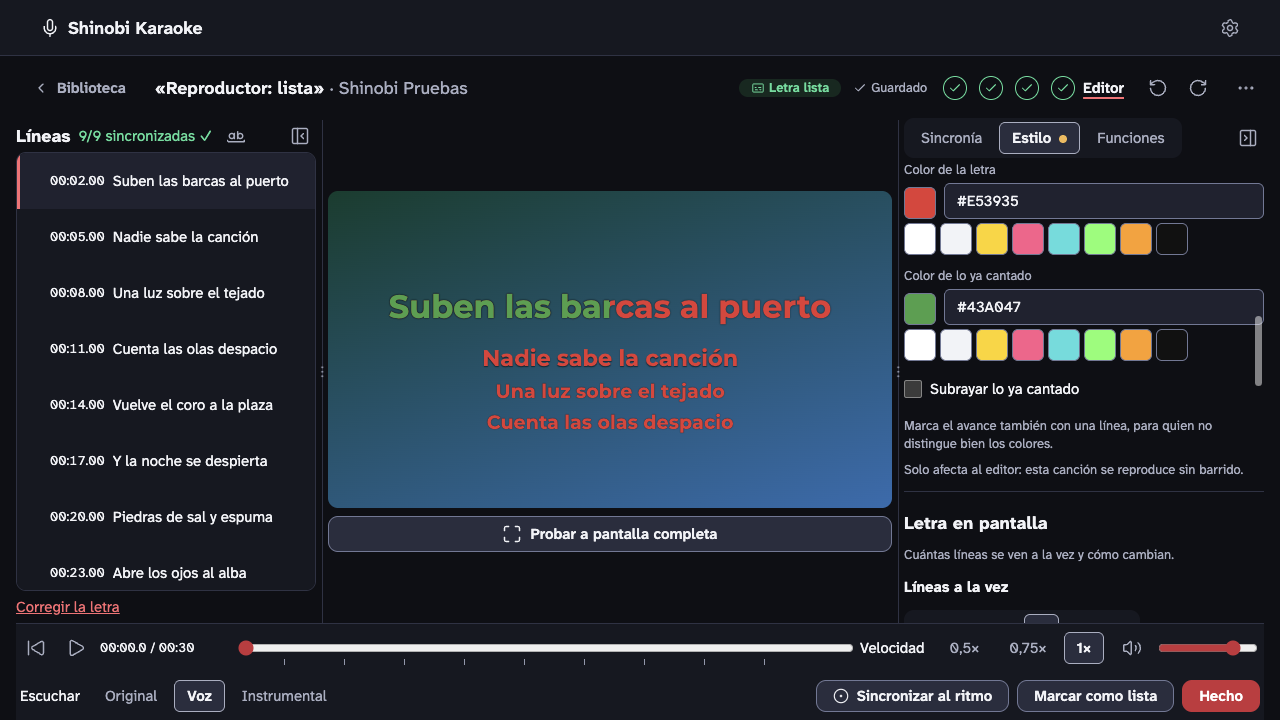 Shinobi Karaoke
Biblioteca
«Reproductor: lista» · Shinobi Pruebas
Letra lista
Guardado
Editor
Líneas 9/9 sincronizadas
ab
00:02.00 Suben las barcas al puerto
00:05.00 Nadie sabe la canción
00:08.00 Una luz sobre el tejado
00:11.00 Cuenta las olas despacio
00:14.00 Vuelve el coro a la plaza
00:17.00 Y la noche se despierta
00:20.00 Piedras de sal y espuma
00:23.00 Abre los ojos al alba
Corregir la letra
Suben las barcas al puerto
Nadie sabe la canción
Una luz sobre el tejado
Cuenta las olas despacio
Probar a pantalla completa
Sincronía Estilo Funciones
Color de la letra
#E53935
Color de lo ya cantado
#43A047
Subrayar lo ya cantado
Marca el avance también con una línea, para quien no
distingue bien los colores.
Solo afecta al editor: esta canción se reproduce sin barrido.
Letra en pantalla
Cuántas líneas se ven a la vez y cómo cambian.
Líneas a la vez
00:00.0 / 00:30
Velocidad 0,5× 0,75× 1×
Escuchar Original Voz Instrumental
Sincronizar al ritmo
Marcar como lista
Hecho